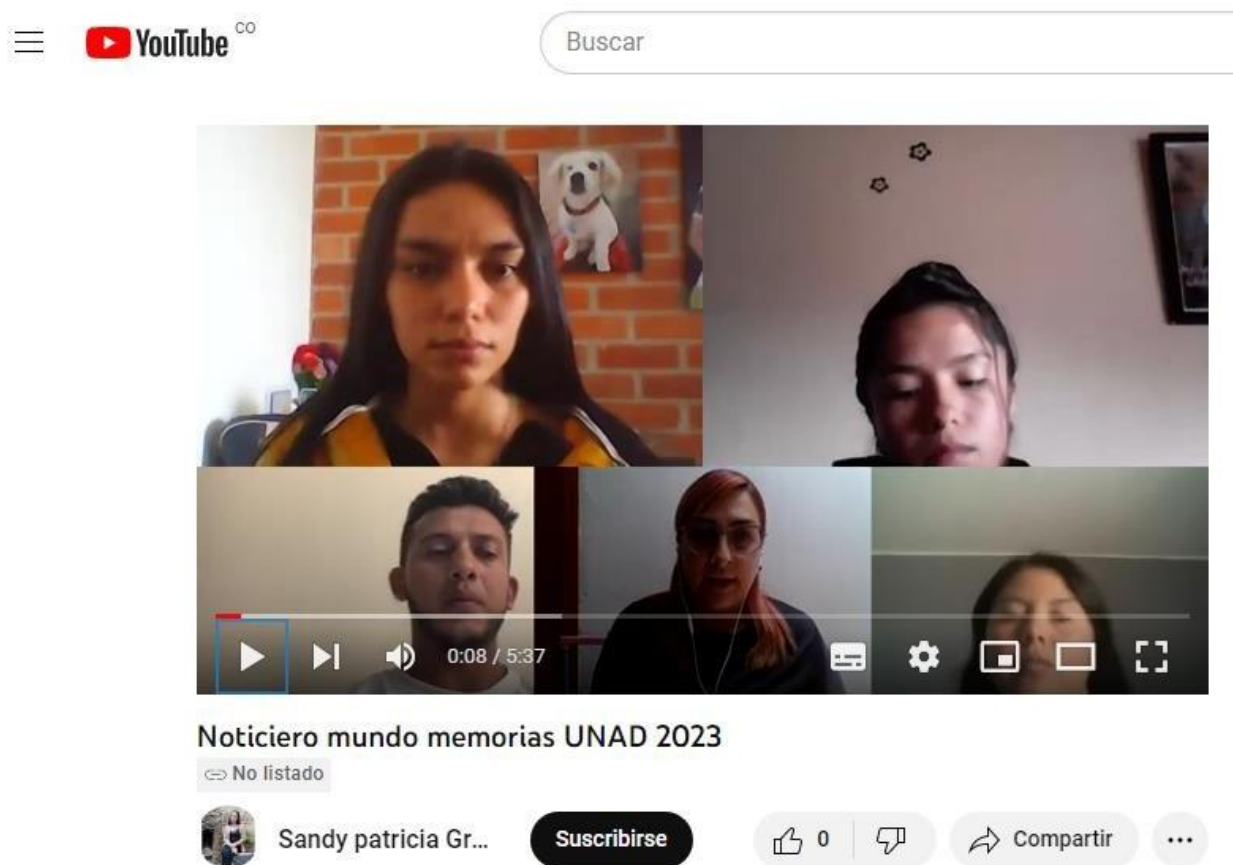 YouTube CO
Buscar
0:08 / 5:37
Noticiero mundo memorias UNAD 2023
No listado
Sandy patricia Gr...
Suscribirse
0
Compartir